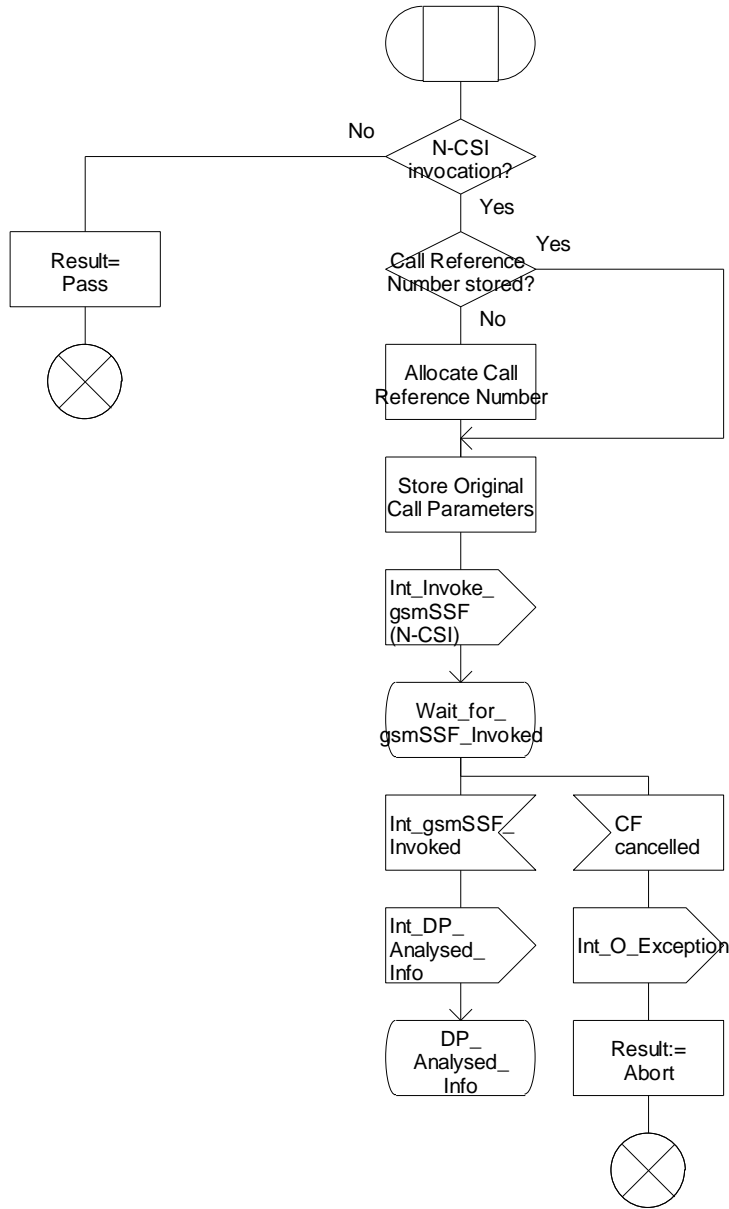 No
N-CSI
invocation?
Yes
Result=
Pass
Call Reference
Number stored?
Yes
No
Allocate Call
Reference Number
Store Original
Call Parameters
Int_Invoke_
gsmSSF
(N-CSI)
Wait_for_
gsmSSF_Invoked
Int_gsmSSF_
Invoked
CF
cancelled
Int_DP_
Analysed_
Info
Int_O_Exception
DP_
Analysed_
Info
Result:=
Abort